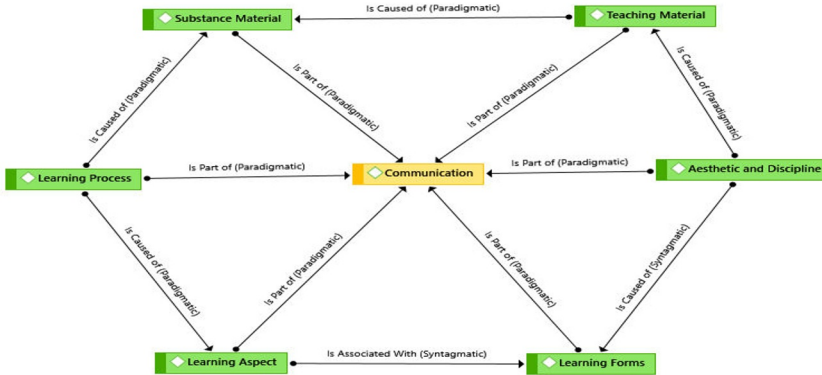 Is Caused of (Paradigmatic)
Substance Material
Teaching Material
Is Caused of (Paradigmatic)
Is Part of (Paradigmatic)
Is Part of (Paradigmatic)
Is Caused of (Paradigmatic)
Is Part of (Paradigmatic)
Is Part of (Paradigmatic)
Learning Process
Communication
Aesthetic and Discipline
Is Caused of (Paradigmatic)
Is Part of (Paradigmatic)
Is Part of (Paradigmatic)
Is Caused of (Syntagmatic)
Is Associated With (Syntagmatic)
Learning Aspect
Learning Forms